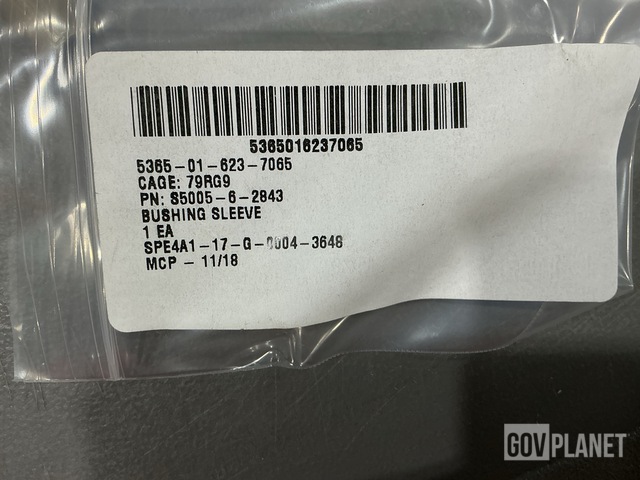 5365016237065
5365-01-623-7065
CAGE: 79RG9
PN: S5005-6-2843
BUSHING SLEEVE
1 EA
SPE4A1-17-G-0004-3648
MCP - 11/18
GOVPLANET